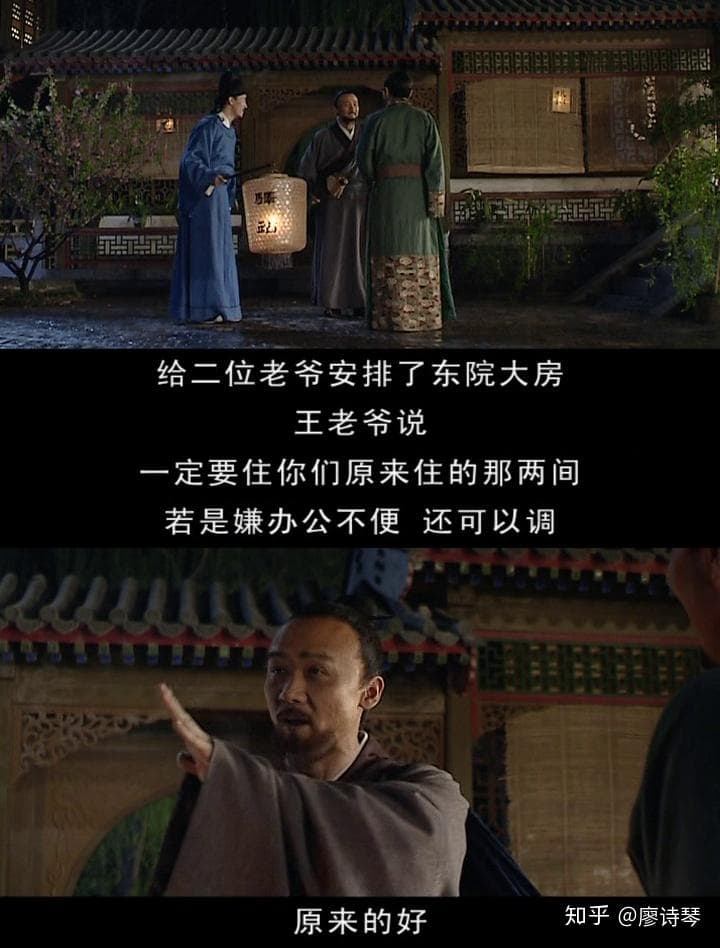 驛
站
给二位老爷安排了东院大房
王老爷说
一定要住你们原来住的那两间
若是嫌办公不便 还可以调
原来的好
知乎 @廖诗琴